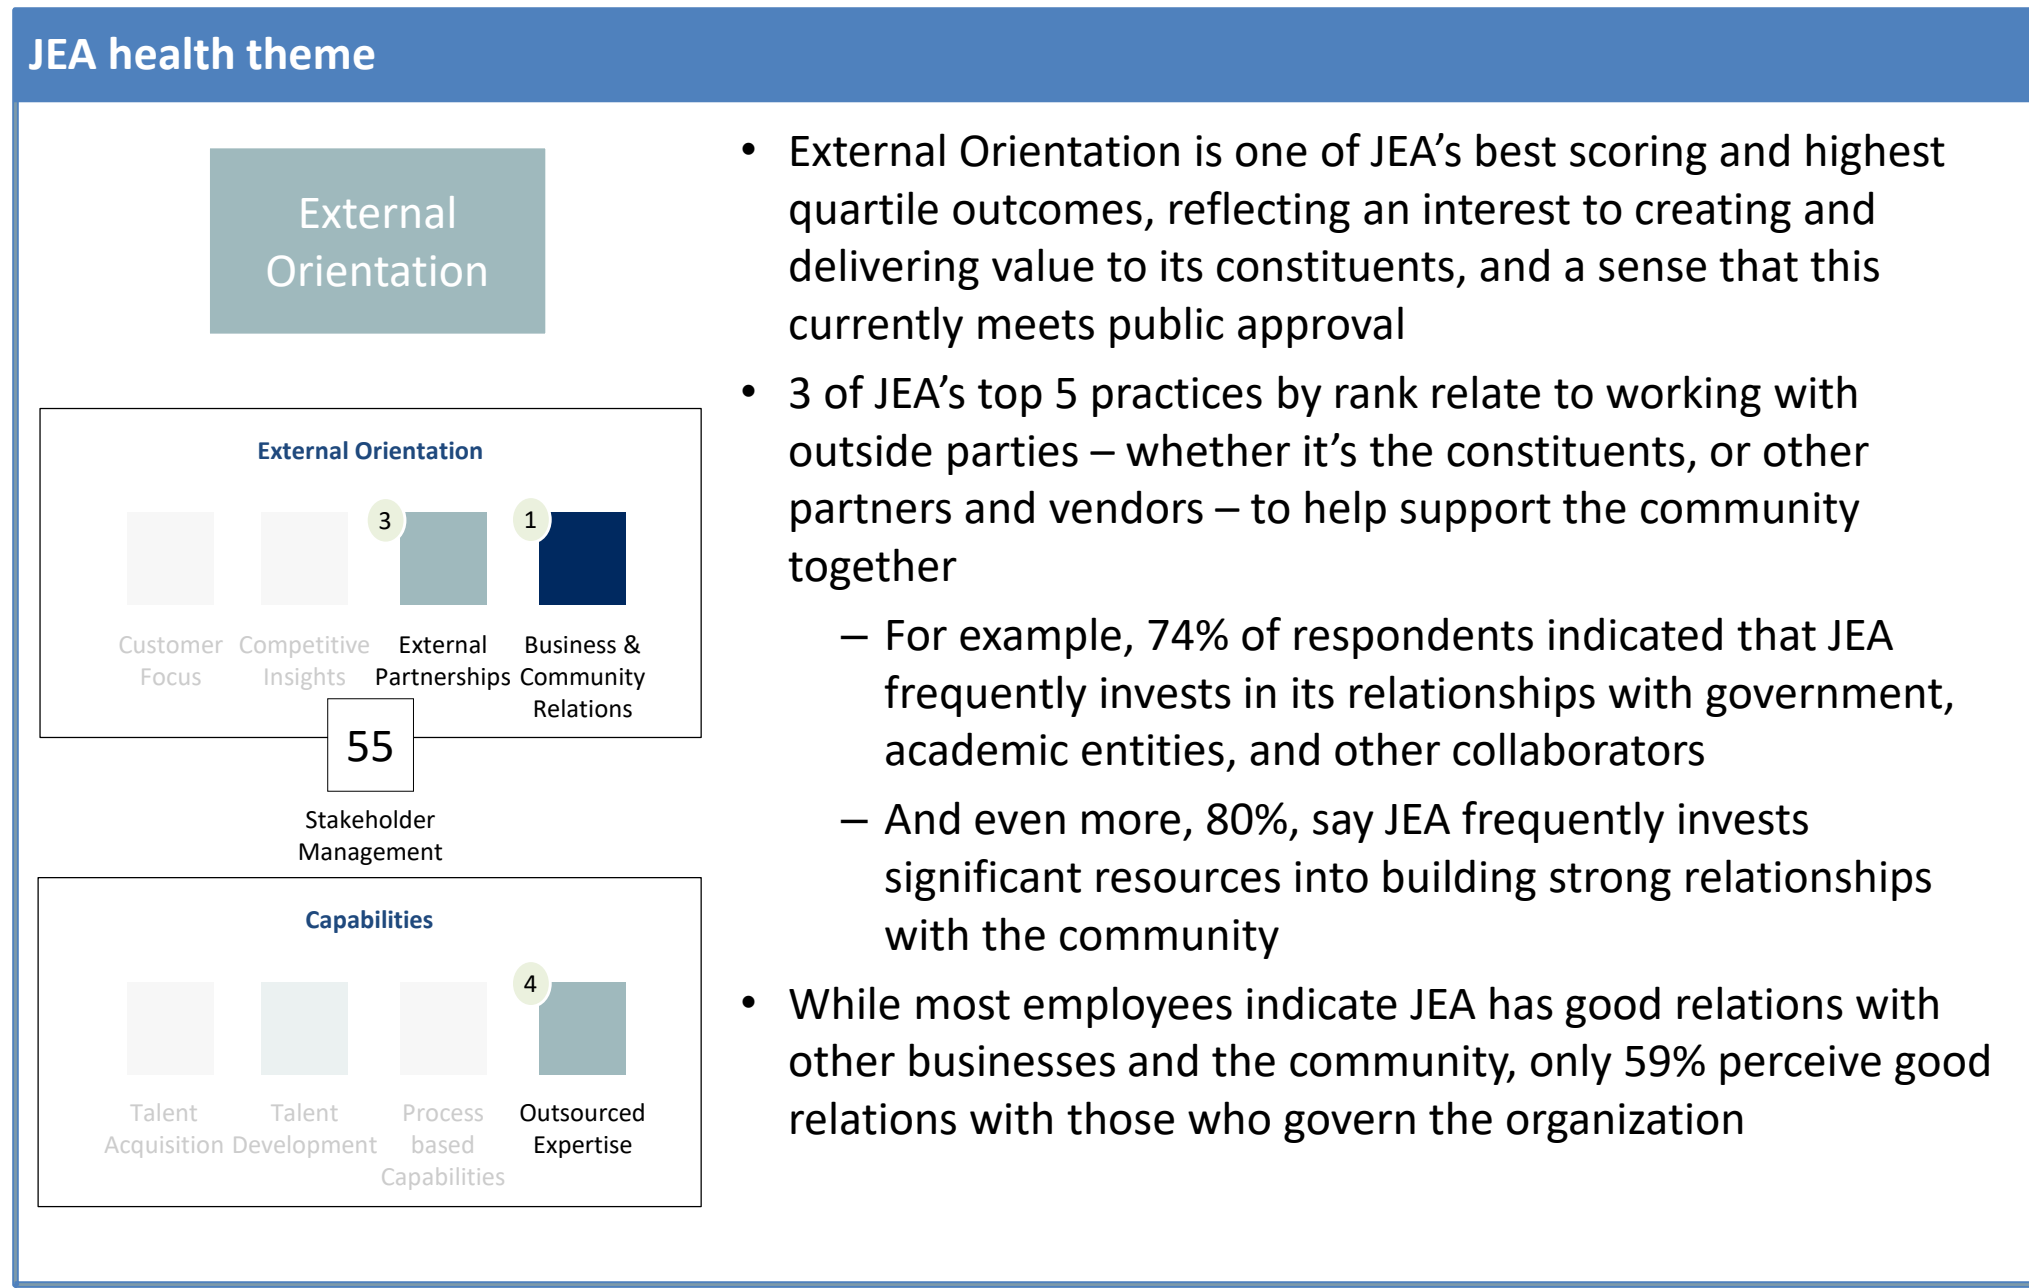 JEA health theme
External
Orientation
External Orientation
3
1
Customer
Focus
Competitive
Insights
External
Partnerships
Business &
Community
Relations
55
Stakeholder
Management
Capabilities
4
Talent
Acquisition
Talent
Development
Process
based
Capabilities
Outsourced
Expertise
• External Orientation is one of JEA’s best scoring and highest
quartile outcomes, reflecting an interest to creating and
delivering value to its constituents, and a sense that this
currently meets public approval
• 3 of JEA’s top 5 practices by rank relate to working with
outside parties – whether it’s the constituents, or other
partners and vendors – to help support the community
together
– For example, 74% of respondents indicated that JEA
frequently invests in its relationships with government,
academic entities, and other collaborators
– And even more, 80%, say JEA frequently invests
significant resources into building strong relationships
with the community
• While most employees indicate JEA has good relations with
other businesses and the community, only 59% perceive good
relations with those who govern the organization